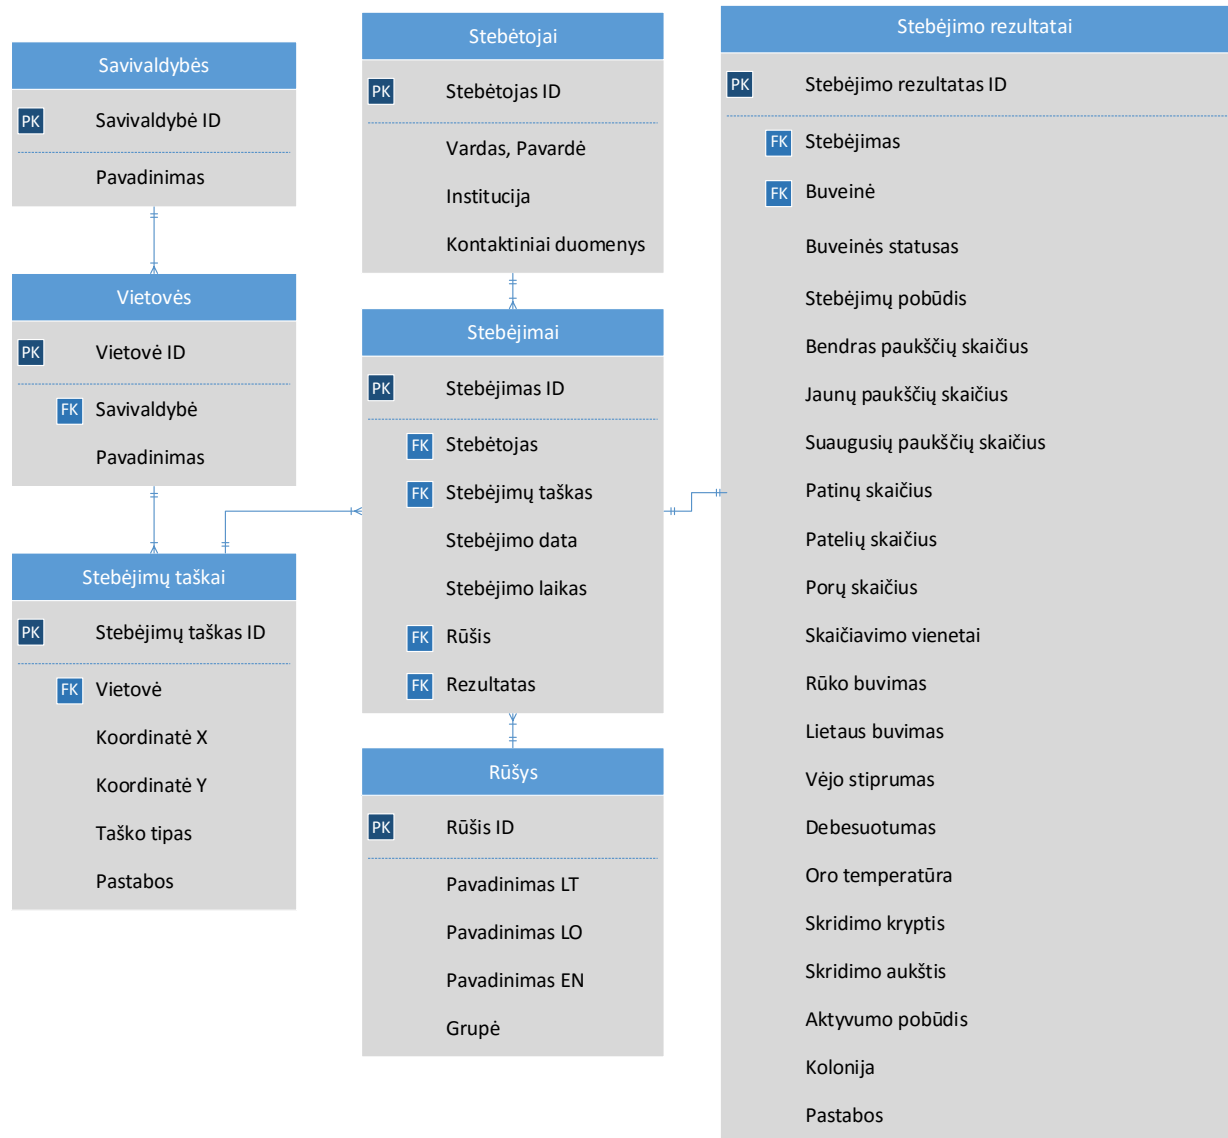 Savivaldybės
PK Savivaldybė ID
Pavadinimas
Vietovės
PK Vietovė ID
FK Savivaldybė
Pavadinimas
Stebėjimų taškai
PK Stebėjimų taškas ID
FK Vietovė
Koordinatė X
Koordinatė Y
Taško tipas
Pastabos
Stebėtojai
PK Stebėtojas ID
Vardas, Pavardė
Institucija
Kontaktiniai duomenys
Stebėjimai
PK Stebėjimas ID
FK Stebėtojas
FK Stebėjimų taškas
Stebėjimo data
Stebėjimo laikas
FK Rūšis
FK Rezultatas
Rūšys
PK Rūšis ID
Pavadinimas LT
Pavadinimas LO
Pavadinimas EN
Grupė
Stebėjimo rezultatai
PK Stebėjimo rezultatas ID
FK Stebėjimas
FK Buveinė
Buveinės statusas
Stebėjimų pobūdis
Bendras paukščių skaičius
Jaunų paukščių skaičius
Suaugusių paukščių skaičius
Patinų skaičius
Patelių skaičius
Porų skaičius
Skaičiavimo vienetai
Rūko buvimas
Lietaus buvimas
Vėjo stiprumas
Debesuotumas
Oro temperatūra
Skridimo kryptis
Skridimo aukštis
Aktyvumo pobūdis
Kolonija
Pastabos